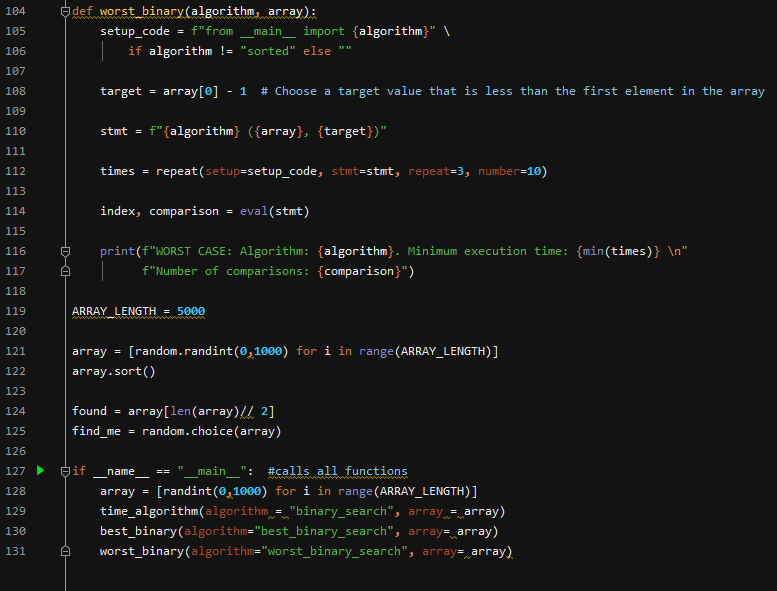 104 def worst_binary(algorithm, array):
105     setup_code = f"from __main__ import {algorithm}" \
106         if algorithm != "sorted" else ""
107
108     target = array[0] - 1  # Choose a target value that is less than the first element in the array
109
110     stmt = f"{algorithm} ({array}, {target})"
111
112     times = repeat(setup=setup_code, stmt=stmt, repeat=3, number=10)
113
114     index, comparison = eval(stmt)
115
116     print(f"WORST CASE: Algorithm: {algorithm}. Minimum execution time: {min(times)} \n"
117           f"Number of comparisons: {comparison}")
118
119 ARRAY_LENGTH = 5000
120
121 array = [random.randint(0,1000) for i in range(ARRAY_LENGTH)]
122 array.sort()
123
124 found = array[len(array)// 2]
125 find_me = random.choice(array)
126
127 if __name__ == "__main__":  #calls all functions
128     array = [randint(0,1000) for i in range(ARRAY_LENGTH)]
129     time_algorithm(algorithm = "binary_search", array = array)
130     best_binary(algorithm="best_binary_search", array= array)
131     worst_binary(algorithm="worst_binary_search", array= array)